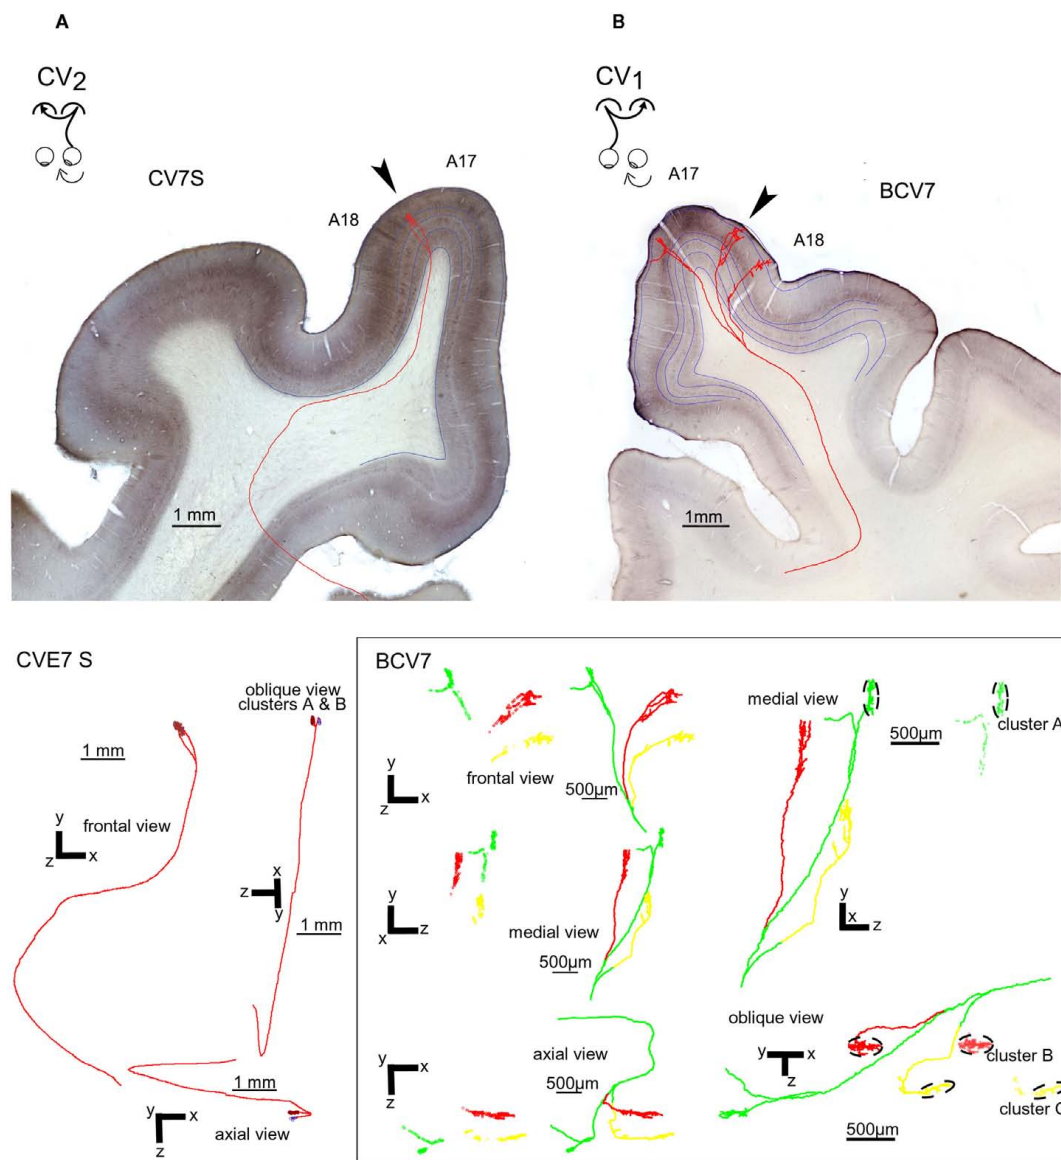 A
B
CV2
CV1
CV7S
A17
A18
A17
BCV7
A18
1 mm
1mm
CVE7 S
oblique view
clusters A & B
1 mm
y
z x
frontal view
x
z
y
1 mm
1 mm
y x
z
axial view
BCV7
y
z x
frontal view
500µm
y
x z
medial view
500µm
y x
z
axial view
500µm
medial view
500µm
cluster A
y
x z
oblique view
y x
z
cluster B
cluster C
500µm